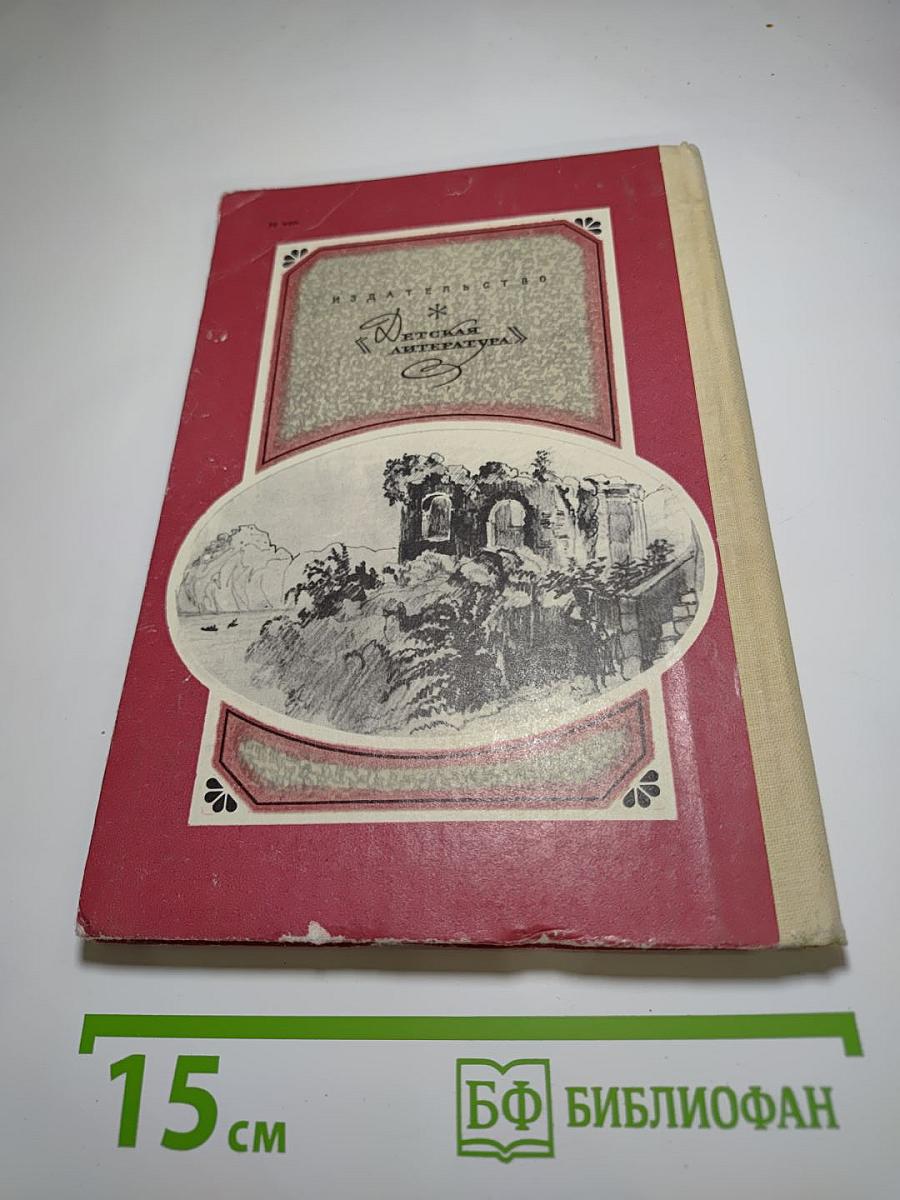 ИЗДАТЕЛЬСТВО
«ДЕТСКАЯ
ЛИТЕРАТУРА»
15 см
БФ БИБЛИОФАН